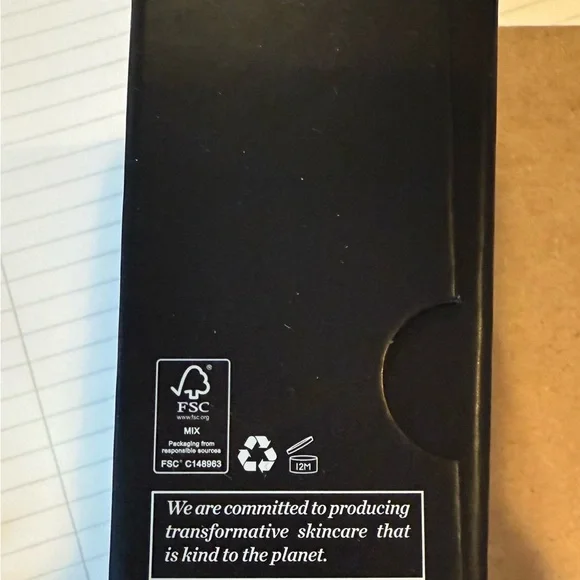 FSC®
www.fsc.org
MIX
Packaging from
responsible sources
FSC® C148983
12M
We are committed to producing
transformative skincare that
is kind to the planet.